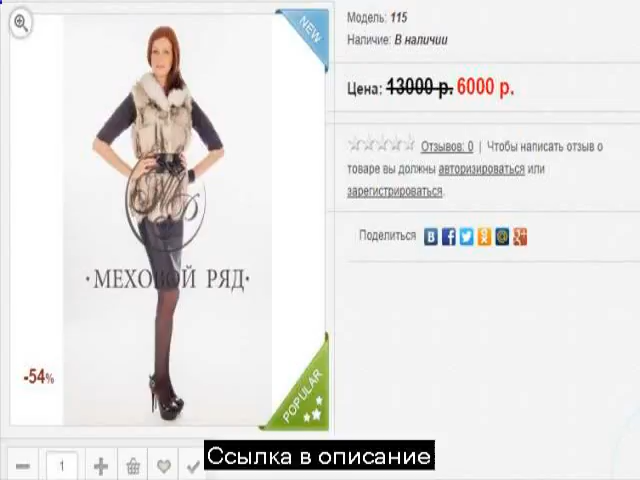 NEW
Модель: 115
Наличие: В наличии
Цена: 13000 р. 6000 р.
Отзывов: 0 | Чтобы написать отзыв о
товаре вы должны авторизироваться или
зарегистрироваться.
Поделиться
·МЕХОВОЙ РЯД·
-54%
POPULAR
1
Ссылка в описание